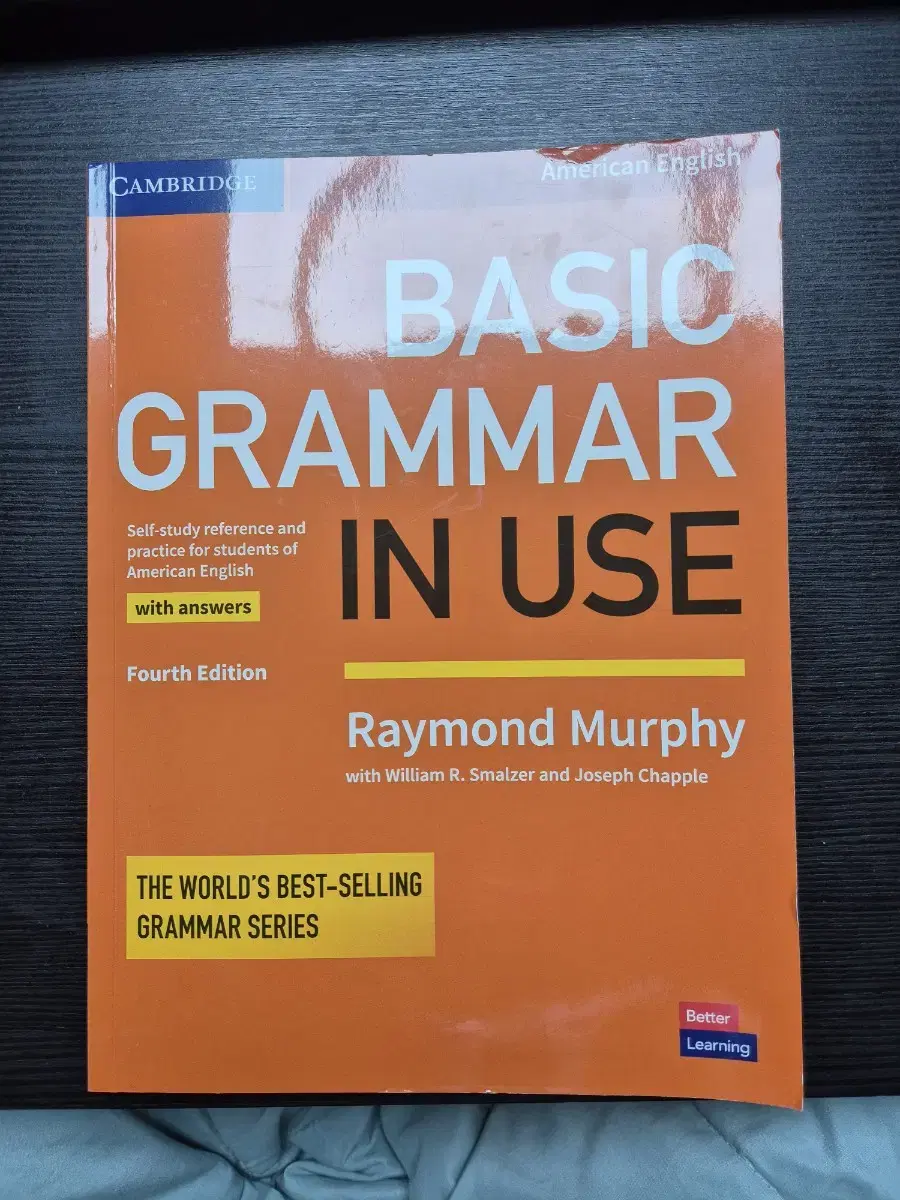 CAMBRIDGE
American English
BASIC
GRAMMAR
IN USE
Self-study reference and
practice for students of
American English
with answers
Fourth Edition
Raymond Murphy
with William R. Smalzer and Joseph Chapple
THE WORLD'S BEST-SELLING
GRAMMAR SERIES
Better
Learning